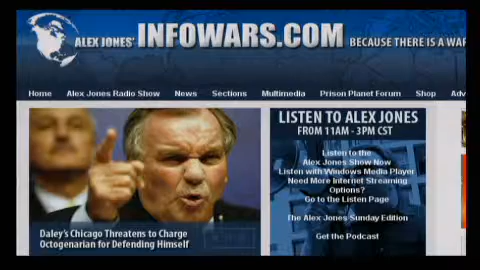 ALEX JONES' INFOWARS.COM BECAUSE THERE IS A WAR
Home Alex Jones Radio Show News Sections Multimedia Prison Planet Forum Shop Adv
LISTEN TO ALEX JONES
FROM 11AM - 3PM CST
Listen to the
Alex Jones Show Now
Listen with Windows Media Player
Need More Internet Streaming
Options?
Go to the Listen Page
The Alex Jones Sunday Edition
Get the Podcast
Daley's Chicago Threatens to Charge
Octogenarian for Defending Himself